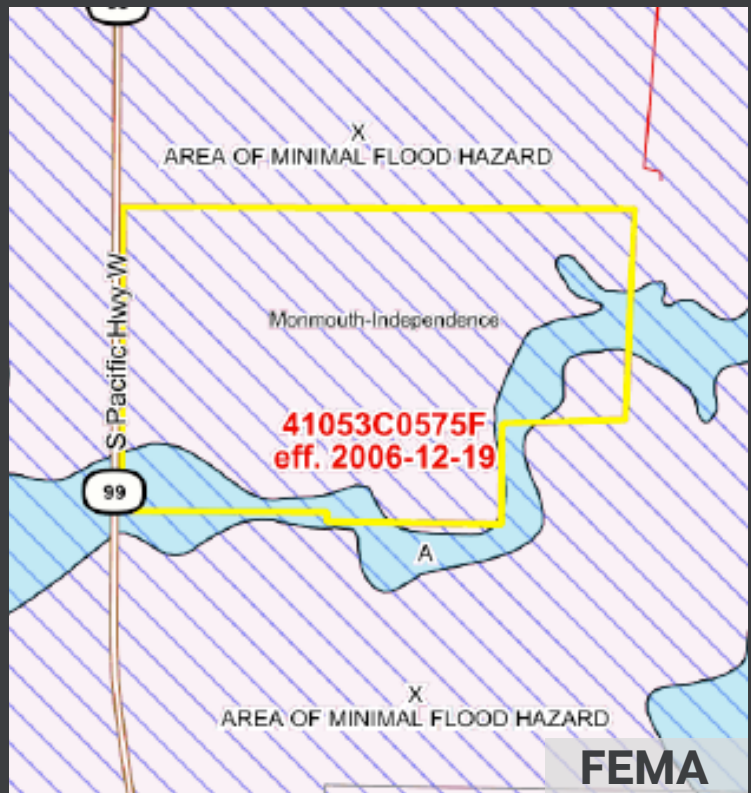 X
AREA OF MINIMAL FLOOD HAZARD
S Pacific Hwy W
Monmouth-Independence
41053C0575F
eff. 2006-12-19
99
A
X
AREA OF MINIMAL FLOOD HAZARD
FEMA